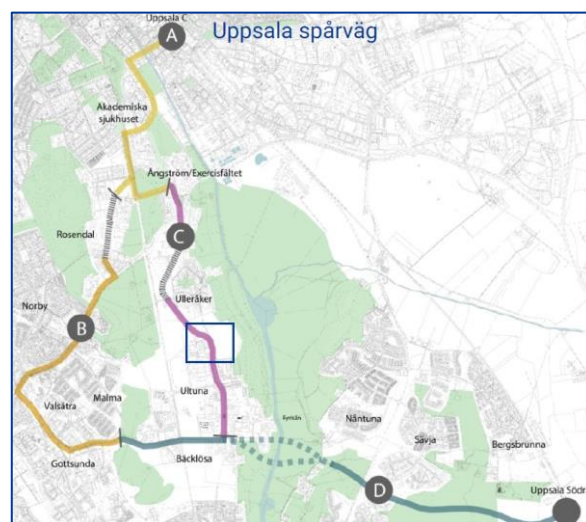 Uppsala spårväg
Uppsala C
A
Akademiska
sjukhuset
Ångström/Exercisfältet
Rosendal
C
Ulleråker
Norby
B
Ultuna
Malma
Valsätra
Nåntuna
Sävja
Bergsbrunna
Gottsunda
Bäcklösa
D
Uppsala Södra